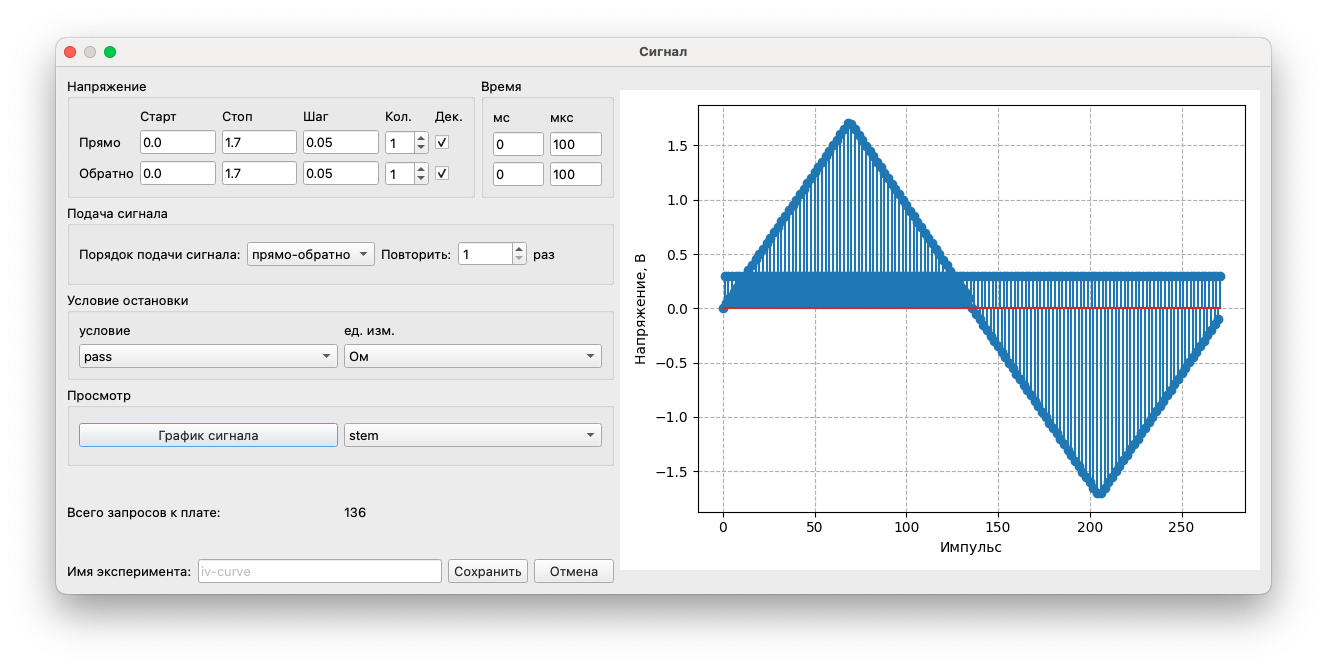 Сигнал
Напряжение
Старт Стоп Шаг Кол. Дек.
Прямо 0.0 1.7 0.05 1
Обратно 0.0 1.7 0.05 1
Время
мс мкс
0 100
0 100
Подача сигнала
Порядок подачи сигнала: прямо-обратно Повторить: 1 раз
Условие остановки
условие ед. изм.
pass Ом
Просмотр
График сигнала stem
Всего запросов к плате: 136
Имя эксперимента: iv-curve Сохранить Отмена
Напряжение, В
1.5
1.0
0.5
0.0
−0.5
−1.0
−1.5
0 50 100 150 200 250
Импульс